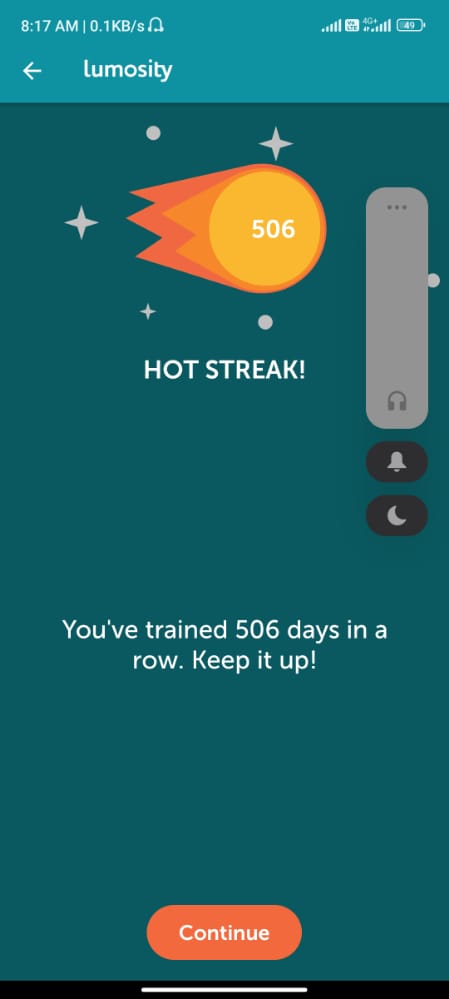 8:17 AM | 0.1KB/s
4G+
49
lumosity
506
HOT STREAK!
You've trained 506 days in a
row. Keep it up!
Continue